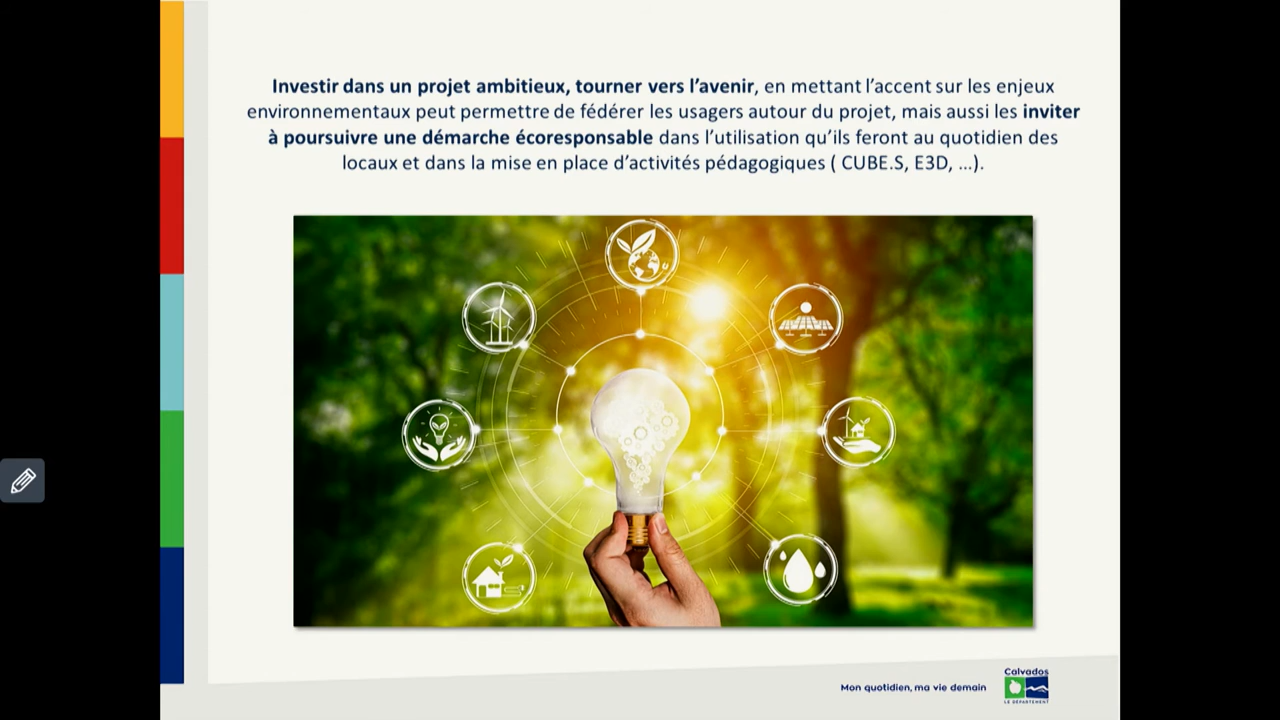 Investir dans un projet ambitieux, tourner vers l’avenir, en mettant l’accent sur les enjeux
environnementaux peut permettre de fédérer les usagers autour du projet, mais aussi les inviter
à poursuivre une démarche écoresponsable dans l’utilisation qu’ils feront au quotidien des
locaux et dans la mise en place d’activités pédagogiques ( CUBE.S, E3D, …).
Mon quotidien, ma vie demain
Calvados
LE DÉPARTEMENT